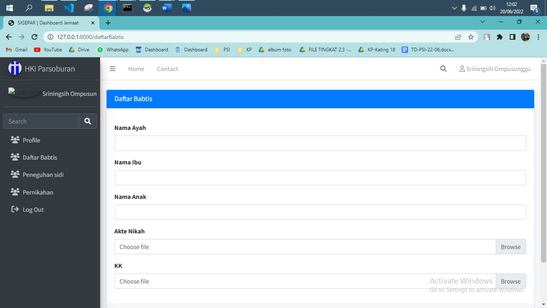 12:02
20/06/2022
SIGEPAR | Dashboard Jemaat
127.0.0.1:8000/daftarBabtis
Gmail YouTube Drive WhatsApp Dashboard Dashboard PSI KP album foto FILE TINGKAT 2.3 -... KP-Kating 18 TD-PSI-22-06.docx...
HKI Parsoburan
Home Contact
Sriningsih Ompusunggu
Sriningsih Ompusun
Search
Profile
Daftar Babtis
Peneguhan sidi
Pernikahan
Log Out
Daftar Babtis
Nama Ayah
Nama Ibu
Nama Anak
Akte Nikah
Choose file Browse
KK
Choose file Browse
Activate Windows
Go to Settings to activate Windows.